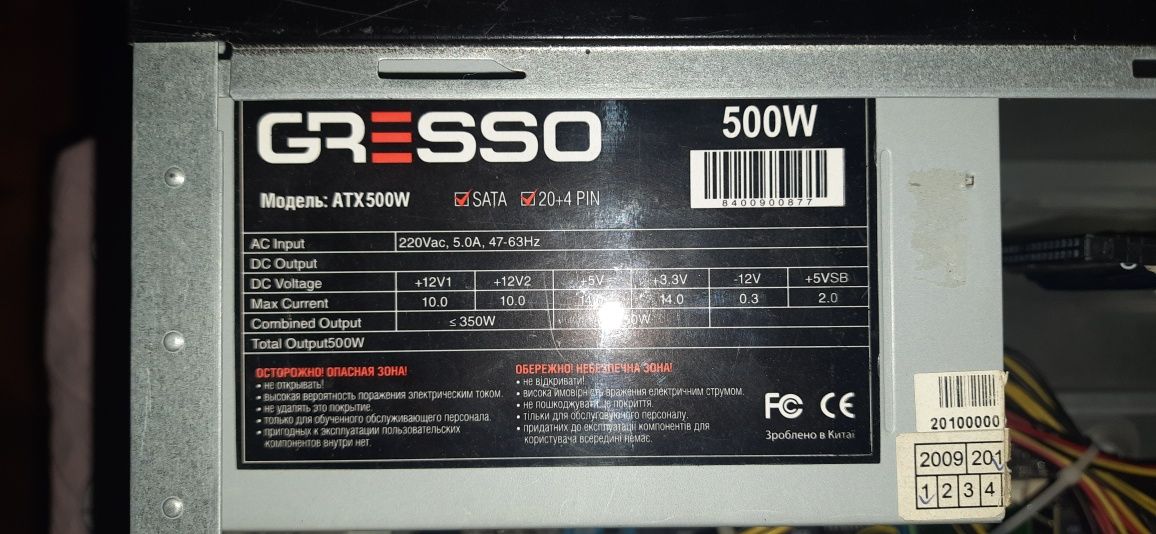 GRESSO
500W
8400900877
Модель: ATX500W SATA 20+4 PIN
AC Input 220Vac, 5.0A, 47-63Hz
DC Output
DC Voltage +12V1 +12V2 +5V +3.3V -12V +5VSB
Max Current 10.0 10.0 14.0 0.3 2.0
Combined Output ≤ 350W
Total Output500W
ОСТОРОЖНО! ОПАСНАЯ ЗОНА!
• не открывать!
• высокая вероятность поражения электрическим током.
• не удалять это покрытие.
• только для обученного обслуживающего персонала.
• пригодных к эксплуатации пользовательских
компонентов внутри нет.
ОБЕРЕЖНО! НЕБЕЗПЕЧНА ЗОНА!
• не відкривати!
• висока ймовірність враження електричним струмом.
• не пошкоджувати це покриття.
• тільки для обслуговуючого персоналу.
• придатних до експлуатації компонентів для
користувача всередині немає.
FC CE
Зроблено в Китаї
20100000
2009 201
1 2 3 4